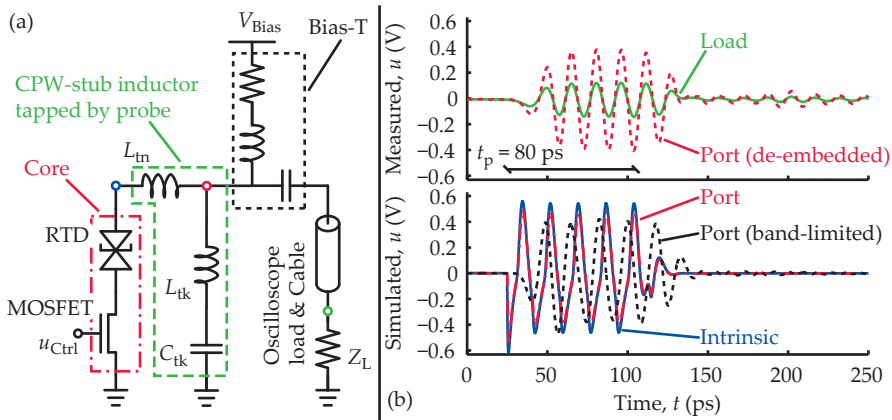 (a)
V_Bias
Bias-T
CPW-stub inductor
tapped by probe
L_tn
Core
RTD
MOSFET
u_Ctrl
L_tk
C_tk
Oscilloscope
load & Cable
Z_L
(b)
Measured, u (V)
0.6
0.4
0.2
0
−0.2
−0.4
−0.6
Load
Port (de-embedded)
t_p = 80 ps
Simulated, u (V)
0.6
0.4
0.2
0
−0.2
−0.4
−0.6
Port
Port (band-limited)
Intrinsic
0 50 100 150 200 250
Time, t (ps)